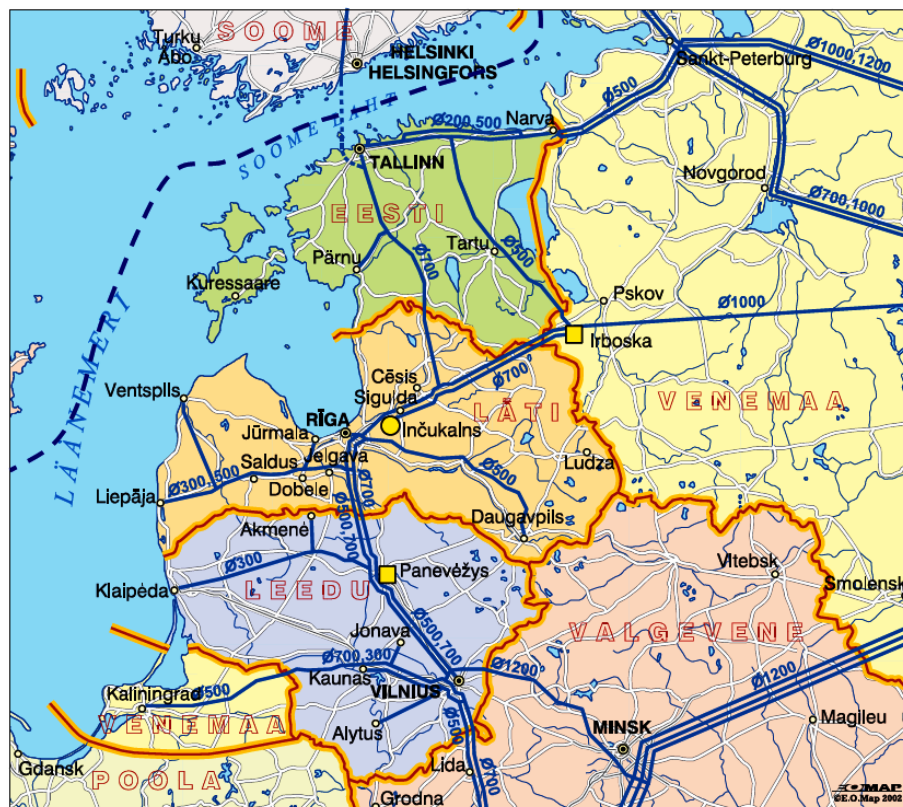 SOOME
Turku
Åbo
HELSINKI
HELSINGFORS
Ø1000,1200
Sankt-Peterburg
Ø500
SOOME LAHT
Ø200,500
Narva
TALLINN
Novgorod
EESTI
Ø700,1000
Tartu
Ø500
Ø700
Pärnu
Kuressaare
Pskov
Ø1000
Irboska
LÄÄNEMERI
Ø700
Ventspils
Cēsis
Sigulda
LÄTI
VENEMAA
RĪGA
Inčukalns
Jūrmala
Jelgava
Saldus
Ludza
Ø300,500
Dobele
Ø700
Ø500
Liepāja
Ø500,700
Daugavpils
Akmenė
Ø300
Panevėžys
Vitebsk
Klaipėda
LEEDU
Smolensk
VALGEVENE
Jonava
Ø500,700
Ø700,300
Kaunas
Ø1200
Ø1200
Kaliningrad
Ø500
VILNIUS
VENEMAA
Alytus
Ø500
MINSK
Magileu
Gdansk
POOLA
Lida
Ø700
Grodna
E.O.MAP
©E.O.Map 2002